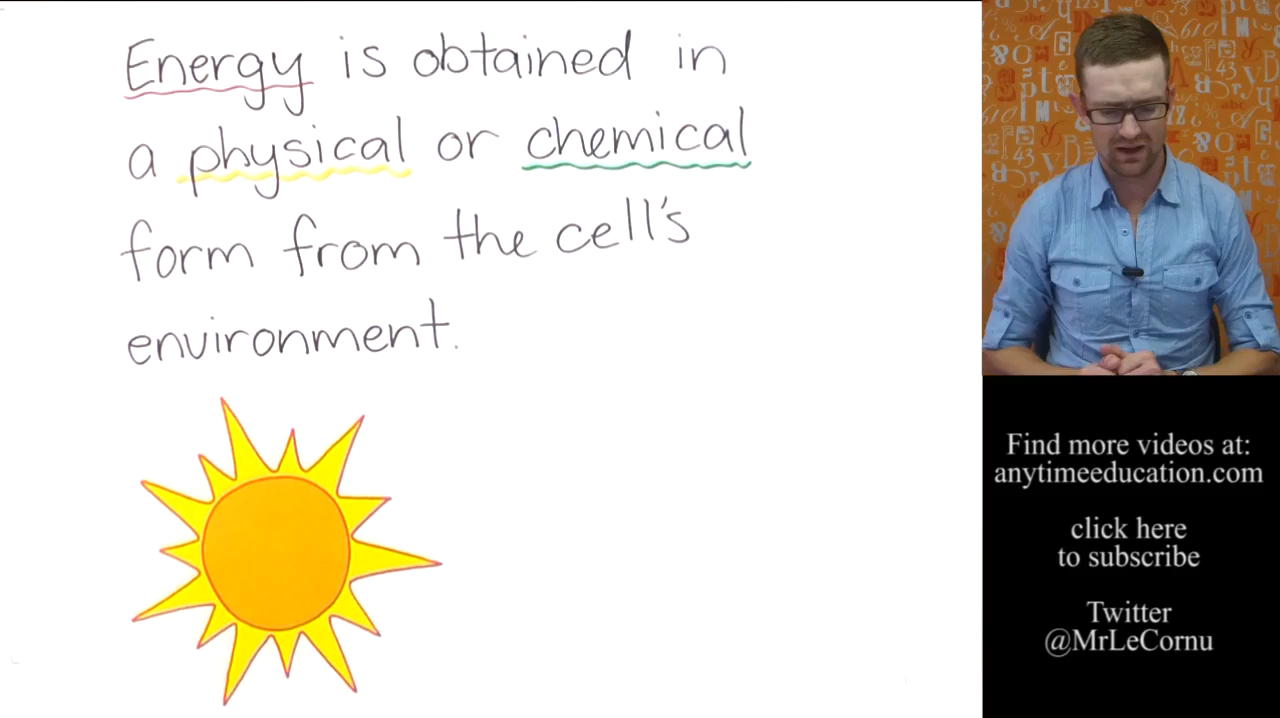 Energy is obtained in
a physical or chemical
form from the cell's
environment.
Find more videos at:
anytimeeducation.com
click here
to subscribe
Twitter
@MrLeCornu